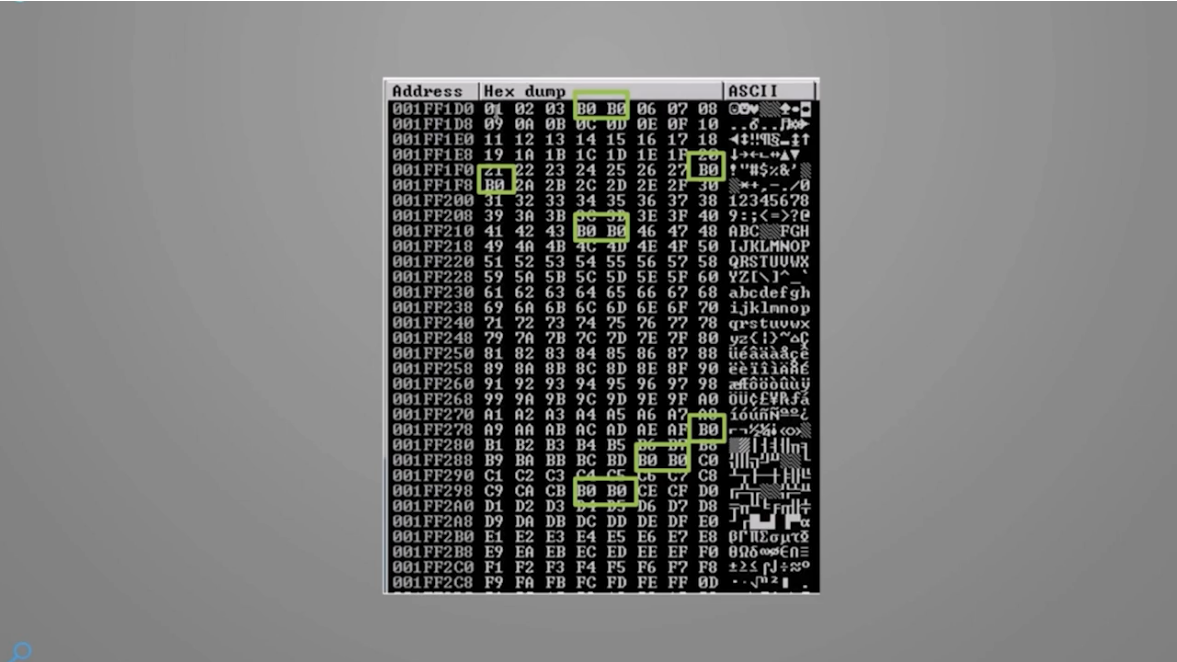 Address Hex dump ASCII
001FF1D0 01 02 03 B0 B0 06 07 08 ☺☻♥░░♠•◘
001FF1D8 09 0A 0B 0C 0D 0E 0F 10 ..♂..♫☼►
001FF1E0 11 12 13 14 15 16 17 18 ◄↕‼¶§▬↨↑
001FF1E8 19 1A 1B 1C 1D 1E 1F 20 ↓→←∟↔▲▼
001FF1F0 21 22 23 24 25 26 27 B0 !"#$%&'░
001FF1F8 B0 2A 2B 2C 2D 2E 2F 30 ░*+,-./0
001FF200 31 32 33 34 35 36 37 38 12345678
001FF208 39 3A 3B 3C 3D 3E 3F 40 9:;<=>?@
001FF210 41 42 43 B0 B0 46 47 48 ABC░░FGH
001FF218 49 4A 4B 4C 4D 4E 4F 50 IJKLMNOP
001FF220 51 52 53 54 55 56 57 58 QRSTUVWX
001FF228 59 5A 5B 5C 5D 5E 5F 60 YZ[\]^_`
001FF230 61 62 63 64 65 66 67 68 abcdefgh
001FF238 69 6A 6B 6C 6D 6E 6F 70 ijklmnop
001FF240 71 72 73 74 75 76 77 78 qrstuvwx
001FF248 79 7A 7B 7C 7D 7E 7F 80 yz{|}~⌂Ç
001FF250 81 82 83 84 85 86 87 88 üéâäàåçê
001FF258 89 8A 8B 8C 8D 8E 8F 90 ëèïîìÄÅÉ
001FF260 91 92 93 94 95 96 97 98 æÆôöòûùÿ
001FF268 99 9A 9B 9C 9D 9E 9F A0 ÖÜ¢£¥₧ƒá
001FF270 A1 A2 A3 A4 A5 A6 A7 A8 íóúñѪº¿
001FF278 A9 AA AB AC AD AE AF B0 ⌐¬½¼¡«»░
001FF280 B1 B2 B3 B4 B5 B6 B7 B8 ▒▓│┤╡╢╖╕
001FF288 B9 BA BB BC BD B0 B0 C0 ╣║╗╝╜░░└
001FF290 C1 C2 C3 C4 C5 C6 C7 C8 ┴┬├─┼╞╟╚
001FF298 C9 CA CB B0 B0 CE CF D0 ╔╩╦░░╬╧╨
001FF2A0 D1 D2 D3 D4 D5 D6 D7 D8 ╤╥╙╘╒╓╫╪
001FF2A8 D9 DA DB DC DD DE DF E0 ┘┌█▄▌▐▀α
001FF2B0 E1 E2 E3 E4 E5 E6 E7 E8 βΓπΣσµτΦ
001FF2B8 E9 EA EB EC ED EE EF F0 ΘΩδ∞φε∩≡
001FF2C0 F1 F2 F3 F4 F5 F6 F7 F8 ±≥≤⌠⌡÷≈°
001FF2C8 F9 FA FB FC FD FE FF 0D ∙·√ⁿ²■ .